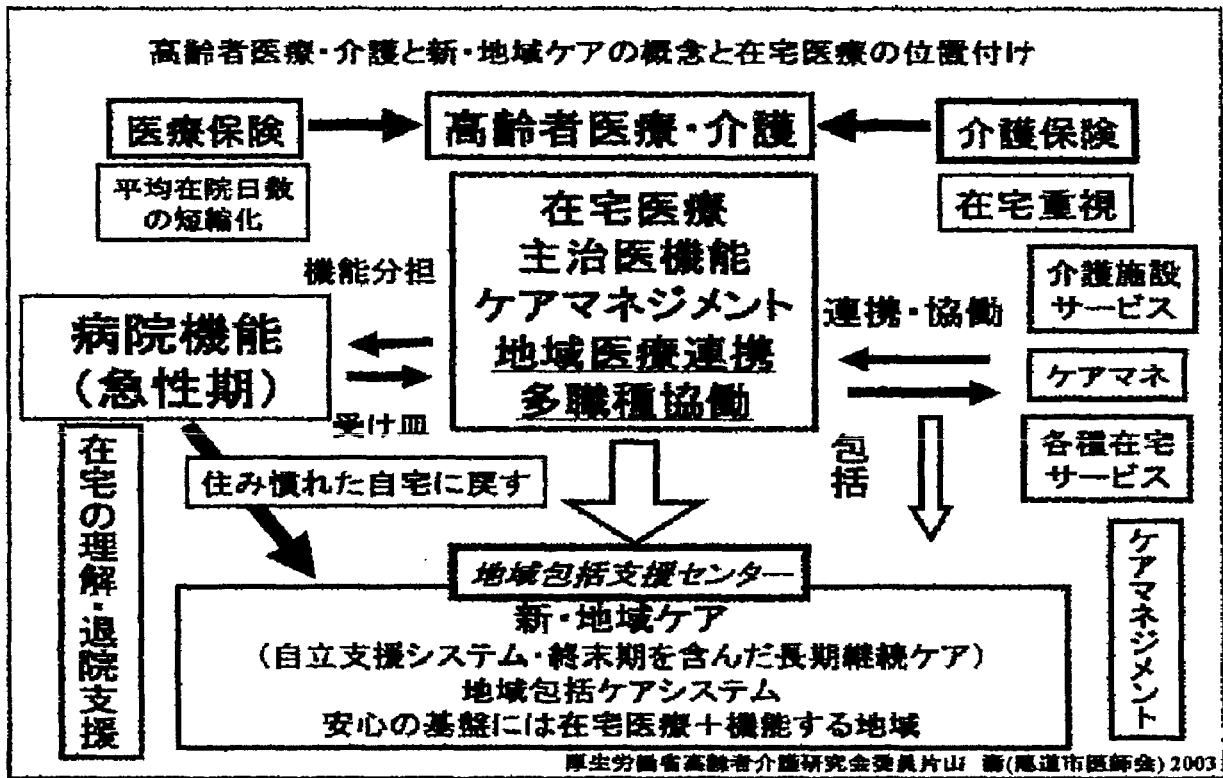 高齢者医療・介護と新・地域ケアの概念と在宅医療の位置付け
医療保険
高齢者医療・介護
介護保険
平均在院日数
の短縮化
在宅重視
在宅医療
主治医機能
ケアマネジメント
地域医療連携
多職種協働
機能分担
病院機能
(急性期)
受け皿
連携・協働
介護施設
サービス
ケアマネ
各種在宅
サービス
包括
住み慣れた自宅に戻す
在宅の理解・退院支援
ケアマネジメント
地域包括支援センター
新・地域ケア
(自立支援システム・終末期を含んだ長期継続ケア)
地域包括ケアシステム
安心の基盤には在宅医療+機能する地域
厚生労働省高齢者介護研究会委員片山 壽(尾道市医師会)2003